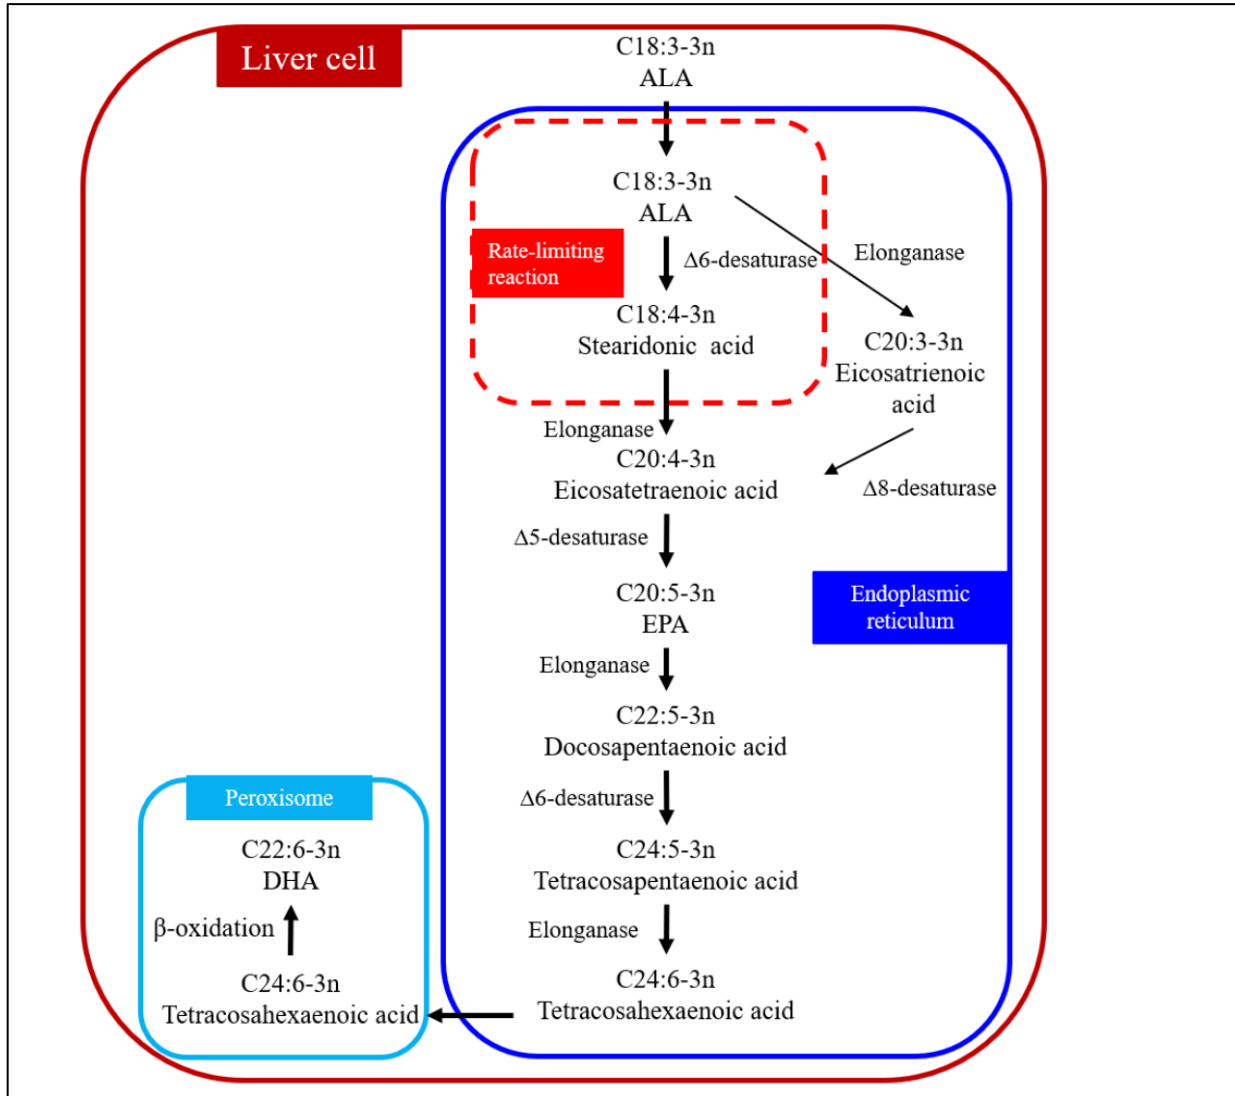 Liver cell
C18:3-3n
ALA
C18:3-3n
ALA
Rate-limiting
reaction
Δ6-desaturase
Elonganase
C18:4-3n
Stearidonic acid
C20:3-3n
Eicosatrienoic
acid
Elonganase
C20:4-3n
Eicosatetraenoic acid
Δ8-desaturase
Δ5-desaturase
C20:5-3n
EPA
Endoplasmic
reticulum
Elonganase
C22:5-3n
Docosapentaenoic acid
Δ6-desaturase
C24:5-3n
Tetracosapentaenoic acid
Elonganase
C24:6-3n
Tetracosahexaenoic acid
Peroxisome
C22:6-3n
DHA
β-oxidation
C24:6-3n
Tetracosahexaenoic acid